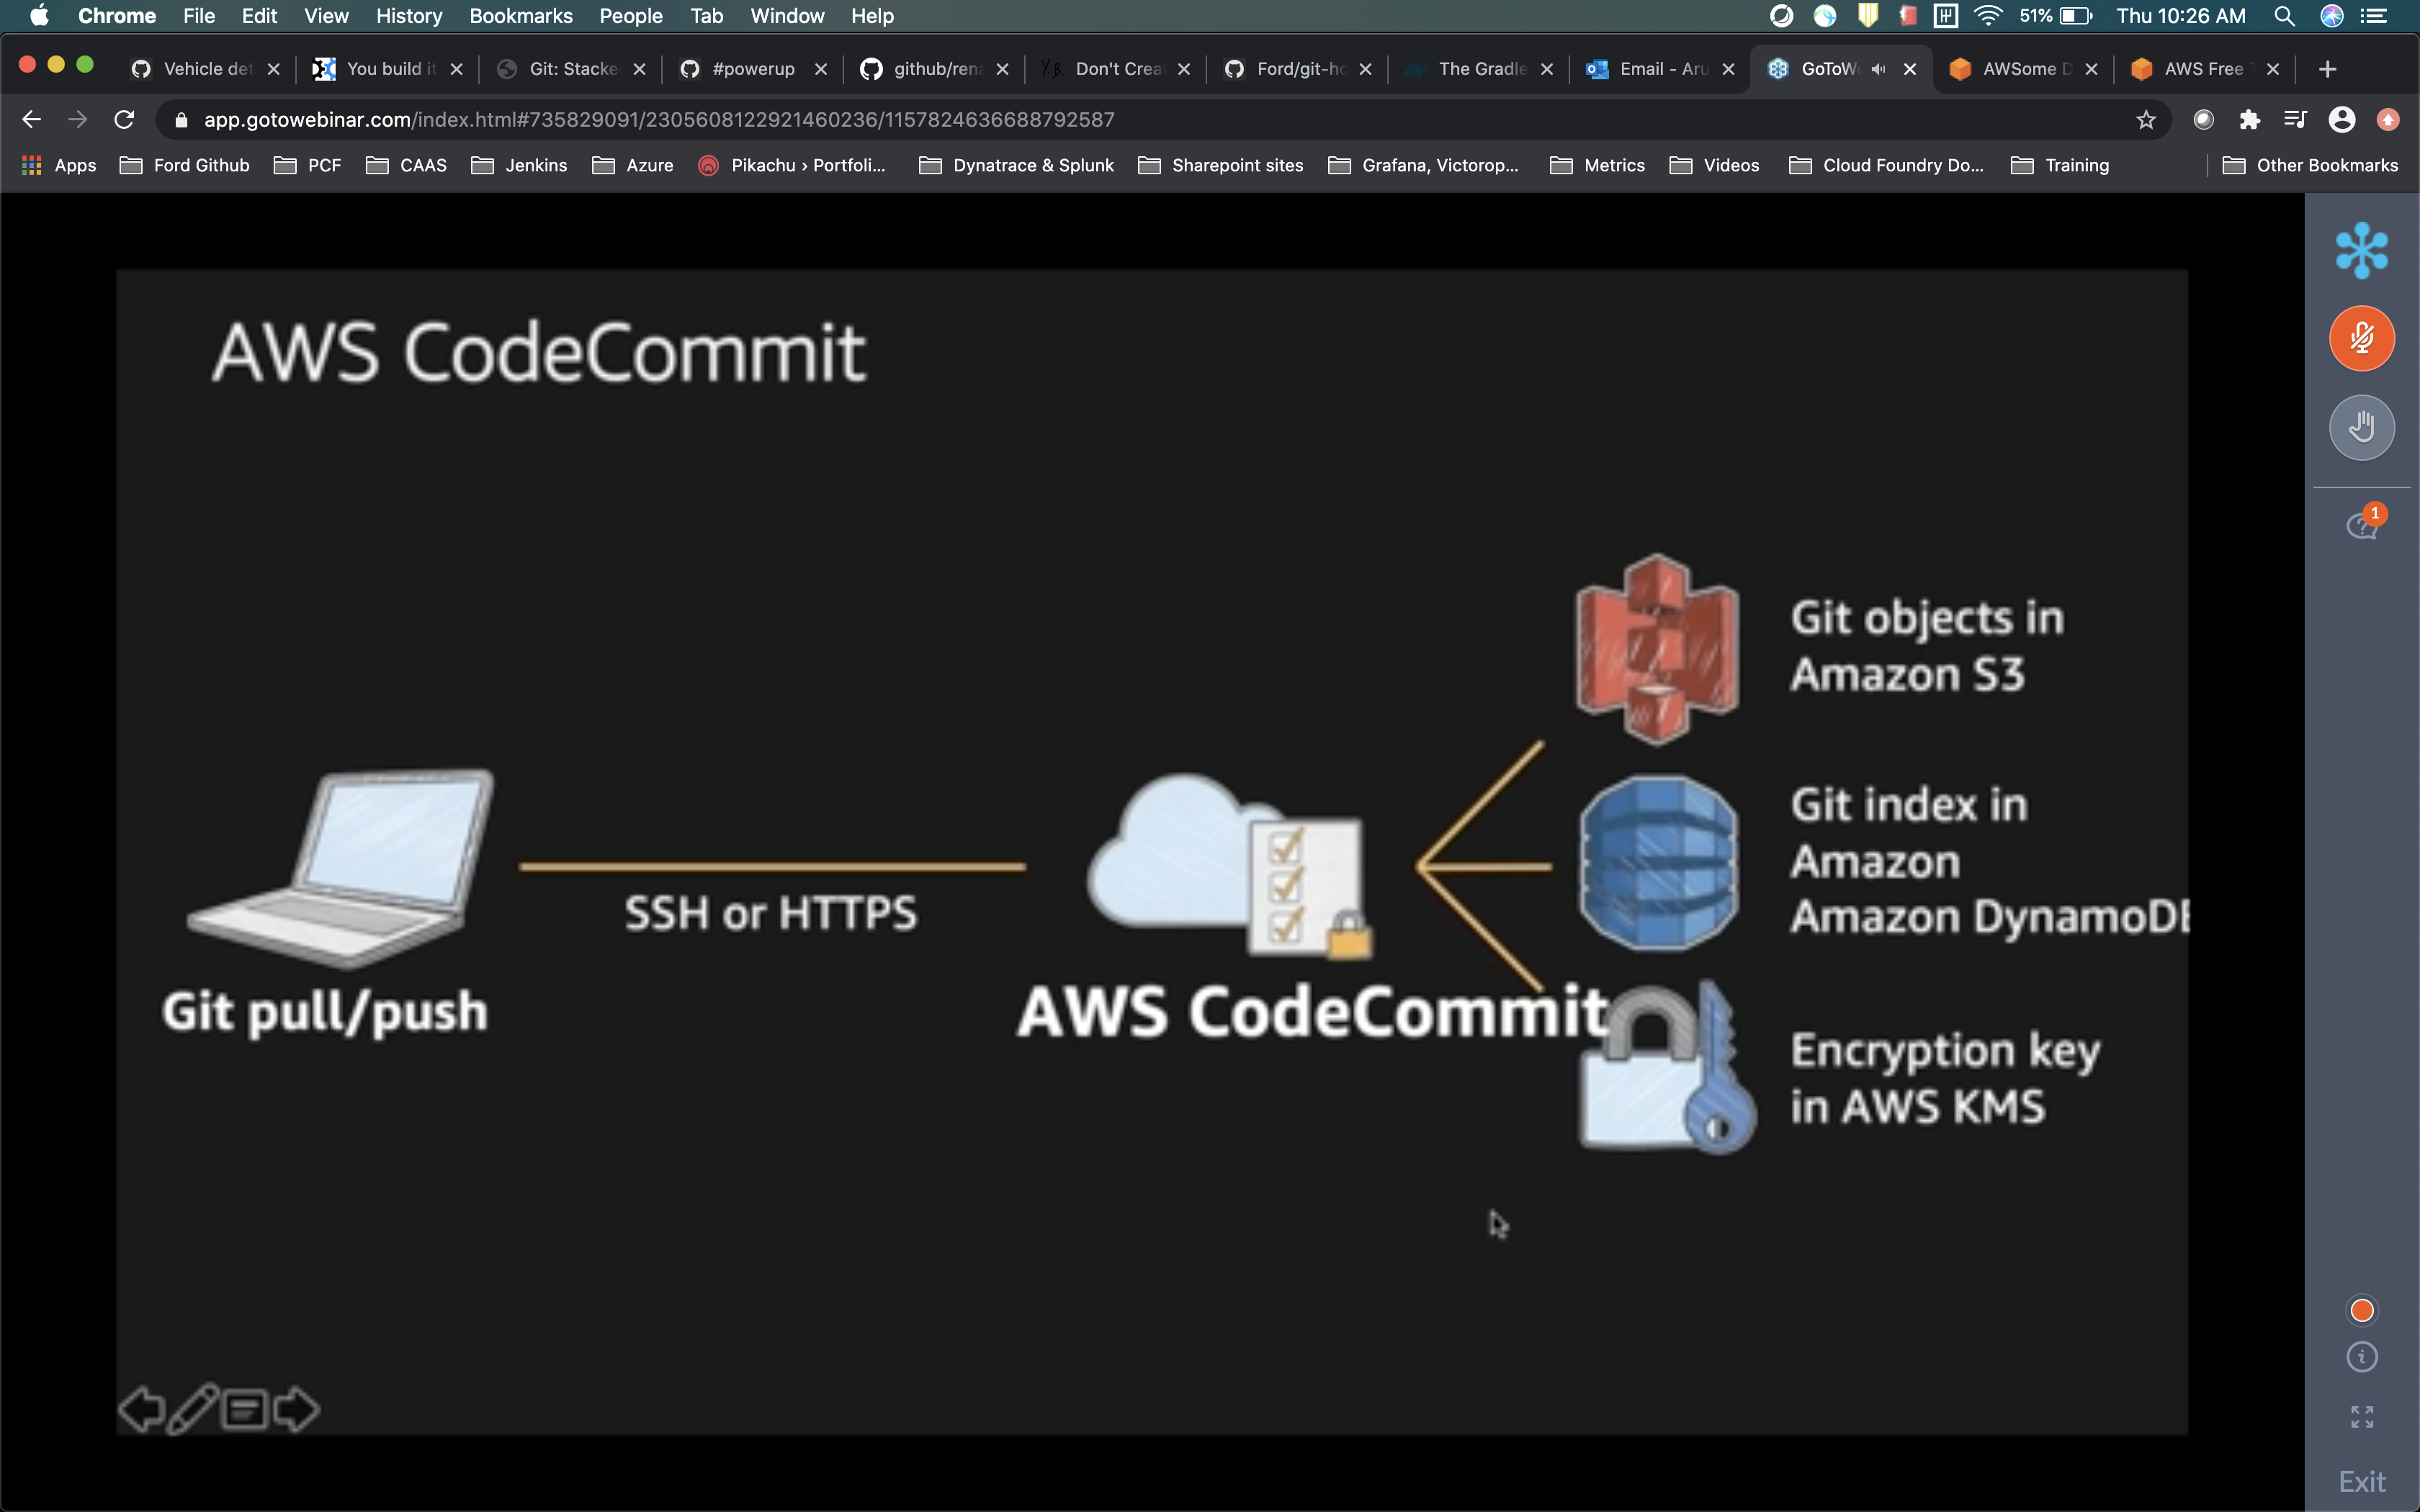 Chrome File Edit View History Bookmarks People Tab Window Help 51% Thu 10:26 AM
Vehicle det You build it Git: Stacke #powerup github/rena Don't Crea Ford/git-ho The Gradle Email - Aru GoToW AWSome D AWS Free T
app.gotowebinar.com/index.html#735829091/2305608122921460236/1157824636688792587
Apps Ford Github PCF CAAS Jenkins Azure Pikachu › Portfoli... Dynatrace & Splunk Sharepoint sites Grafana, Victorop... Metrics Videos Cloud Foundry Do... Training Other Bookmarks
AWS CodeCommit
1
Git objects in
Amazon S3
Git index in
Amazon
Amazon DynamoDB
SSH or HTTPS
Git pull/push
AWS CodeCommit
Encryption key
in AWS KMS
Exit